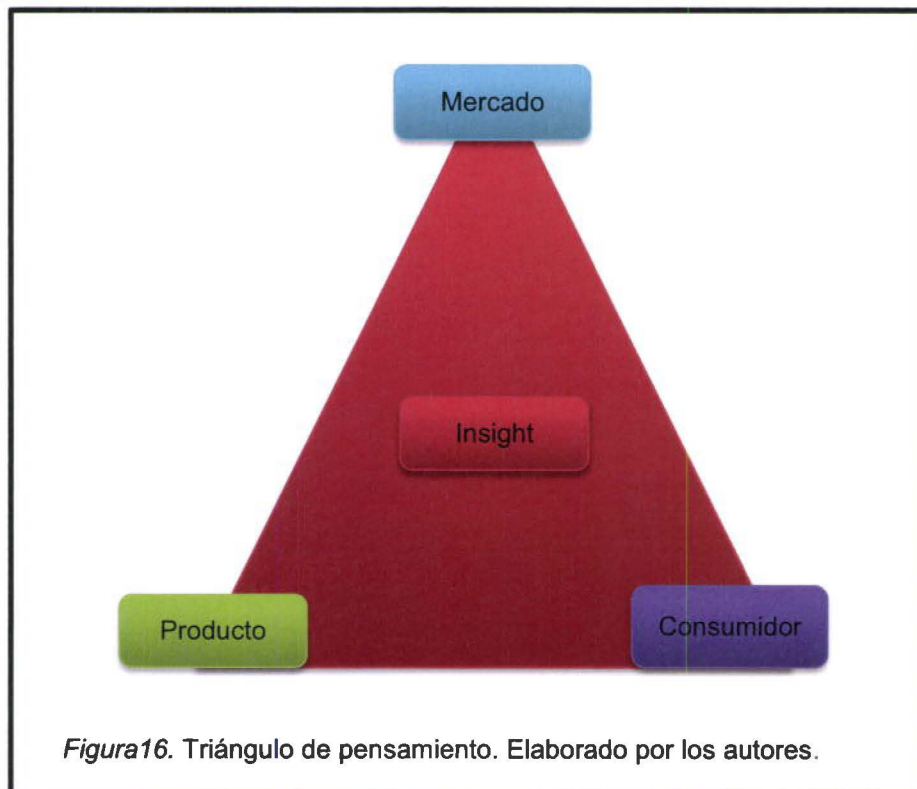 Mercado
Insight
Producto
Consumidor
Figura16. Triángulo de pensamiento. Elaborado por los autores.